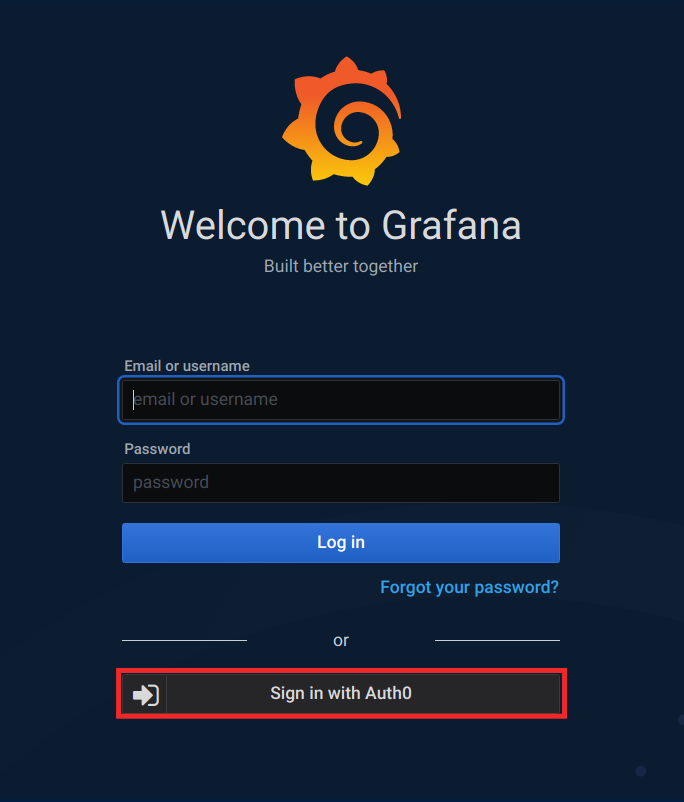 Welcome to Grafana
Built better together
Email or username
email or username
Password
password
Log in
Forgot your password?
or
Sign in with Auth0